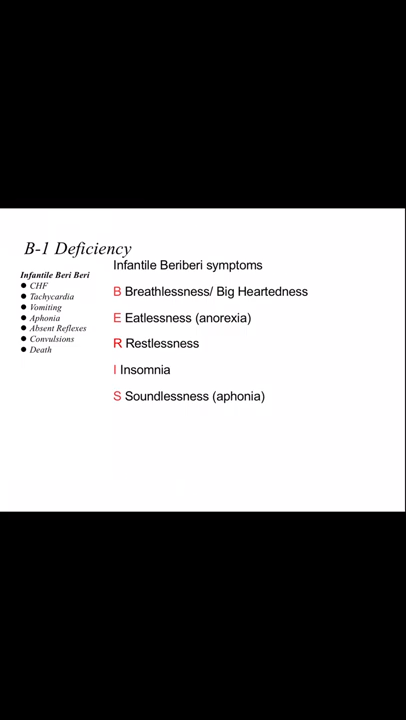 B-1 Deficiency
Infantile Beri Beri
● CHF
● Tachycardia
● Vomiting
● Aphonia
● Absent Reflexes
● Convulsions
● Death
Infantile Beriberi symptoms
B Breathlessness/ Big Heartedness
E Eatlessness (anorexia)
R Restlessness
I Insomnia
S Soundlessness (aphonia)